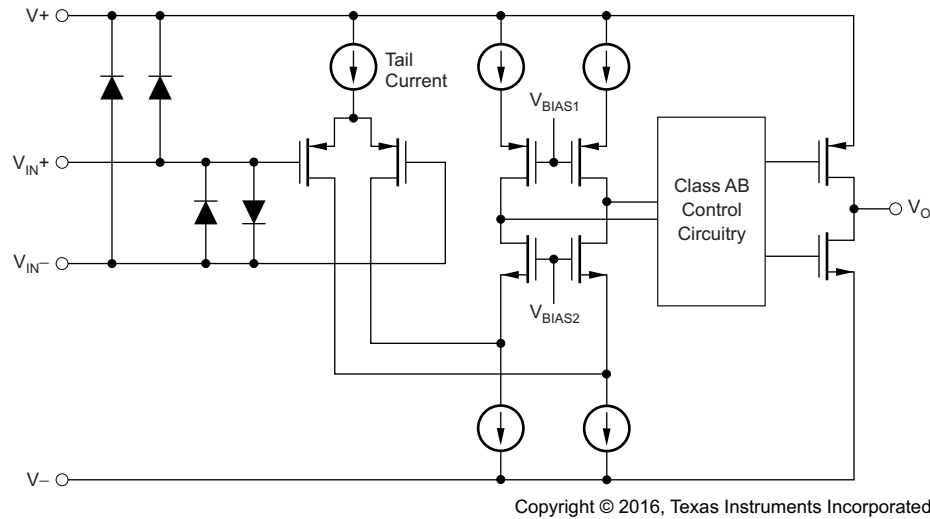 V+
Tail
Current
VBIAS1
VIN+
Class AB
Control
Circuitry
VO
VIN–
VBIAS2
V–
Copyright © 2016, Texas Instruments Incorporated